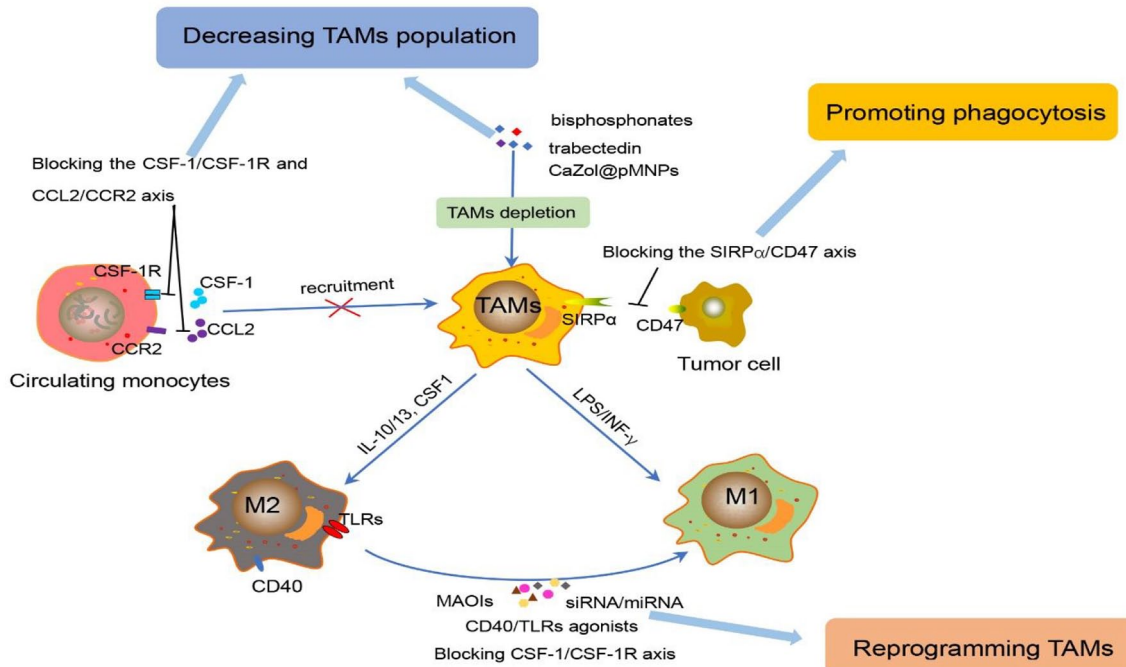 Decreasing TAMs population
Promoting phagocytosis
bisphosphonates
trabectedin
CaZol@pMNPs
Blocking the CSF-1/CSF-1R and
CCL2/CCR2 axis
TAMs depletion
Blocking the SIRPα/CD47 axis
CSF-1R
CSF-1
recruitment
CCL2
CCR2
TAMs
SIRPα
CD47
Circulating monocytes
Tumor cell
IL-10/13, CSF1
LPS/INF-γ
M2
TLRs
CD40
M1
MAOIs
siRNA/miRNA
CD40/TLRs agonists
Blocking CSF-1/CSF-1R axis
Reprogramming TAMs